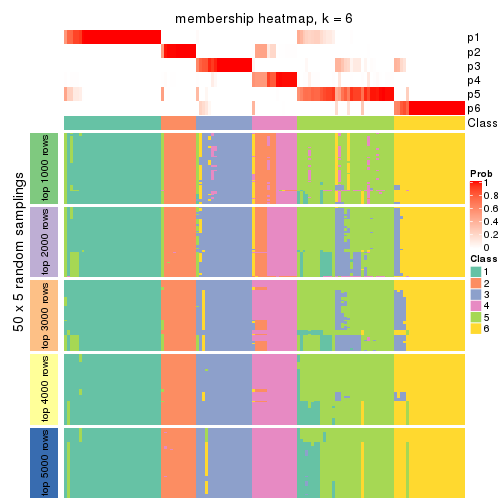 membership heatmap, k = 6
p1
p2
p3
p4
p5
p6
Class
50 x 5 random samplings
top 1000 rows
top 2000 rows
top 3000 rows
top 4000 rows
top 5000 rows
Prob
1
0.8
0.6
0.4
0.2
0
Class
1
2
3
4
5
6